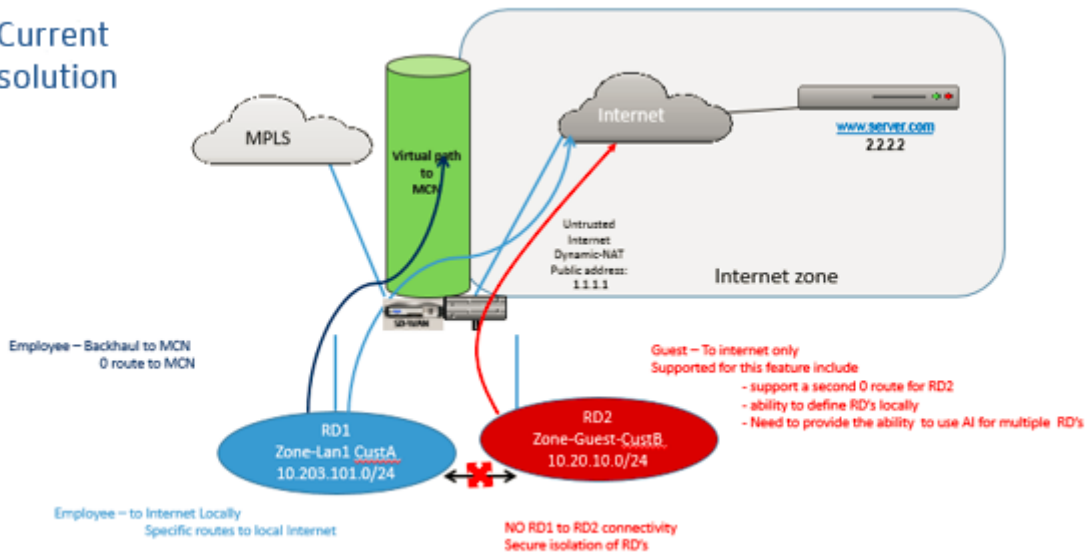 Current
solution
MPLS
Virtual path
to
MCN
Internet
www.server.com
2.2.2.2
Untrusted
Internet
Dynamic-NAT
Public address:
1.1.1.1
Internet zone
SD-WAN
Employee – Backhaul to MCN
0 route to MCN
Guest – To internet only
Supported for this feature include
- support a second 0 route for RD2
- ability to define RD's locally
- Need to provide the ability to use AI for multiple RD's
RD1
Zone-Lan1 CustA
10.203.101.0/24
RD2
Zone-Guest-CustB
10.20.10.0/24
Employee – to Internet Locally
Specific routes to local Internet
NO RD1 to RD2 connectivity
Secure isolation of RD's